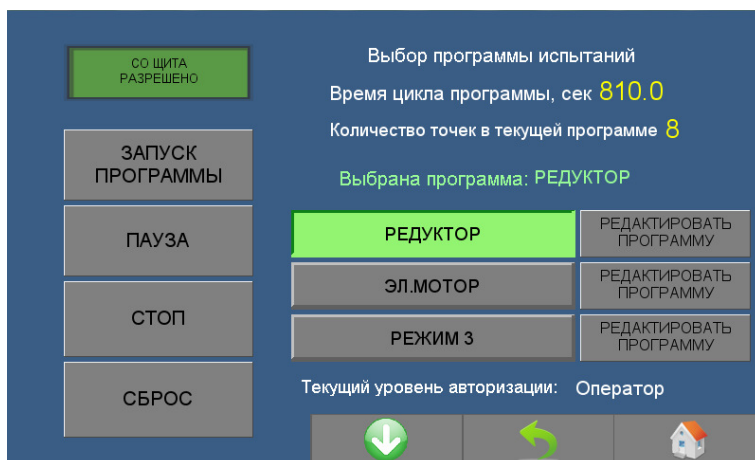 СО ЩИТА
РАЗРЕШЕНО
ЗАПУСК
ПРОГРАММЫ
ПАУЗА
СТОП
СБРОС
Выбор программы испытаний
Время цикла программы, сек 810.0
Количество точек в текущей программе 8
Выбрана программа: РЕДУКТОР
РЕДУКТОР
РЕДАКТИРОВАТЬ
ПРОГРАММУ
ЭЛ.МОТОР
РЕДАКТИРОВАТЬ
ПРОГРАММУ
РЕЖИМ 3
РЕДАКТИРОВАТЬ
ПРОГРАММУ
Текущий уровень авторизации: Оператор